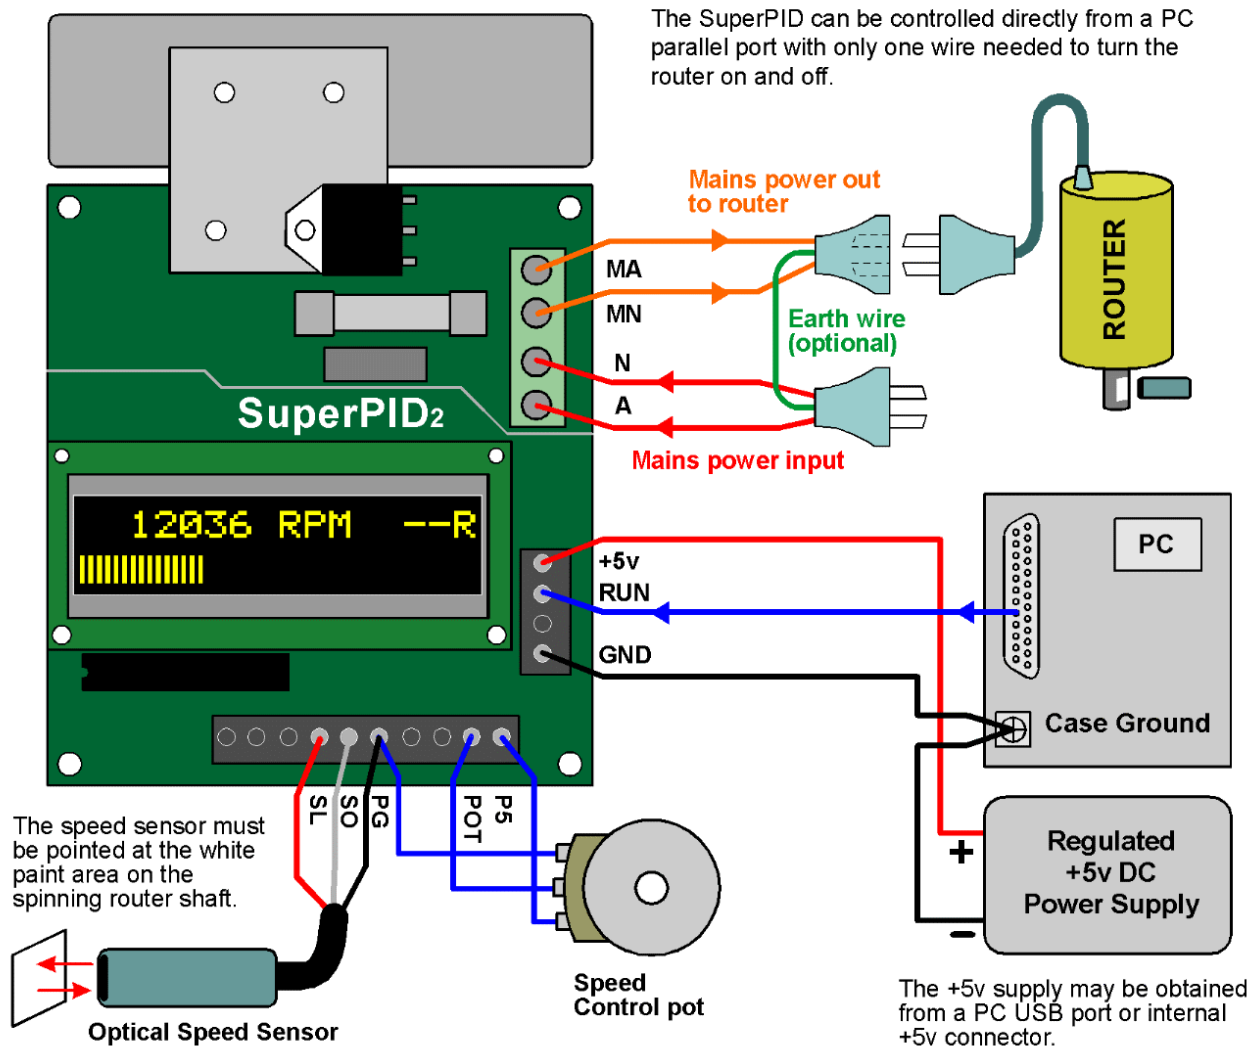 The SuperPID can be controlled directly from a PC
parallel port with only one wire needed to turn the
router on and off.
Mains power out
to router
MA
MN
Earth wire
(optional)
N
A
Mains power input
ROUTER
SuperPID2
12036 RPM --R
+5v
RUN
GND
PC
Case Ground
SL
SO
PG
POT
P5
The speed sensor must
be pointed at the white
paint area on the
spinning router shaft.
Optical Speed Sensor
Speed
Control pot
+
Regulated
+5v DC
Power Supply
–
The +5v supply may be obtained
from a PC USB port or internal
+5v connector.